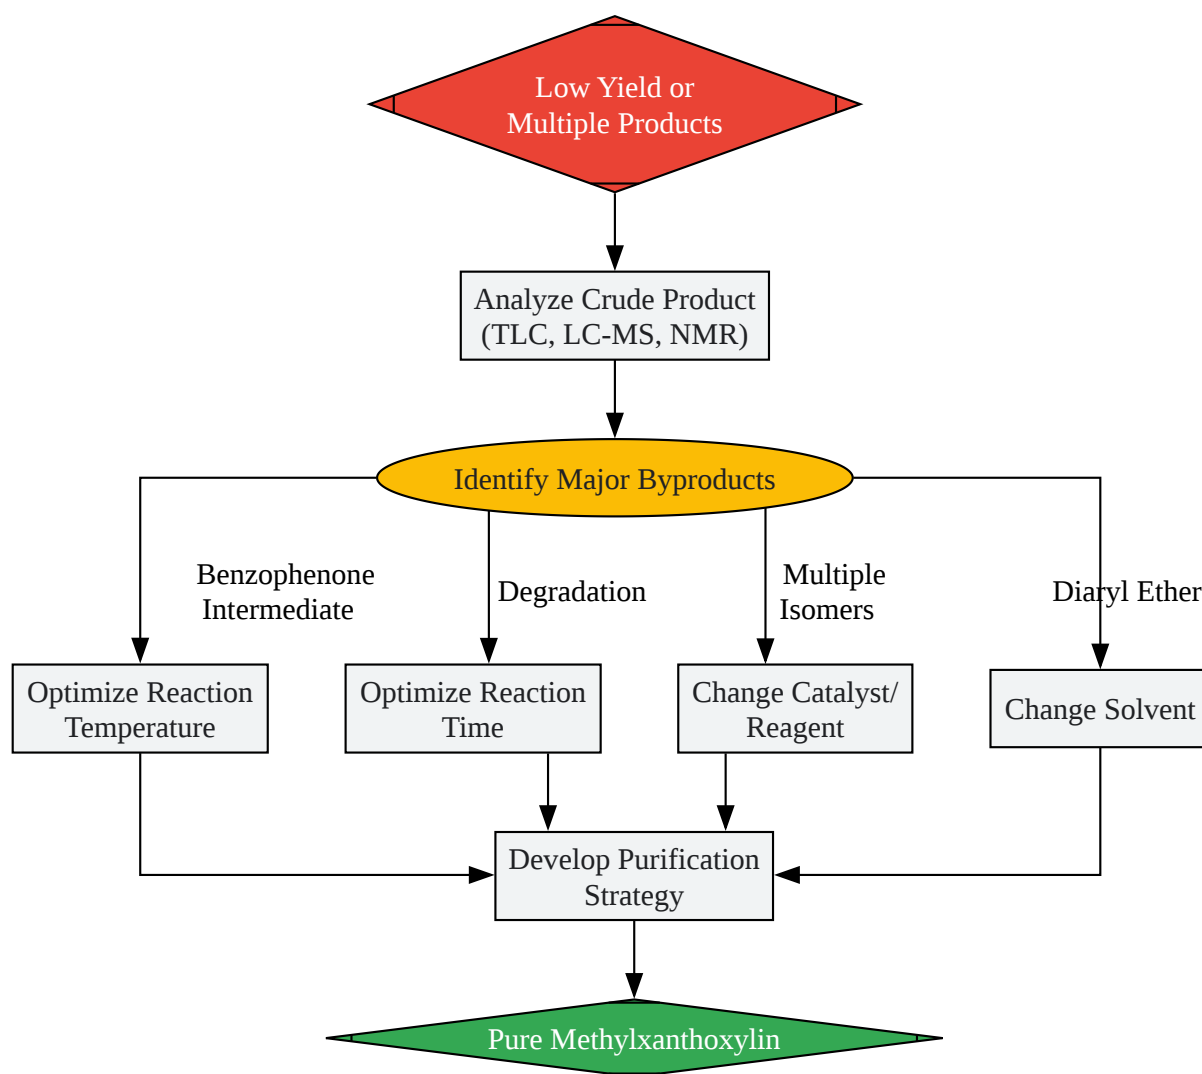 Low Yield or
Multiple Products
Analyze Crude Product
(TLC, LC-MS, NMR)
Identify Major Byproducts
Benzophenone
Intermediate
Degradation
Multiple
Isomers
Diaryl Ether
Optimize Reaction
Temperature
Optimize Reaction
Time
Change Catalyst/
Reagent
Change Solvent
Develop Purification
Strategy
Pure Methylxanthoxylin